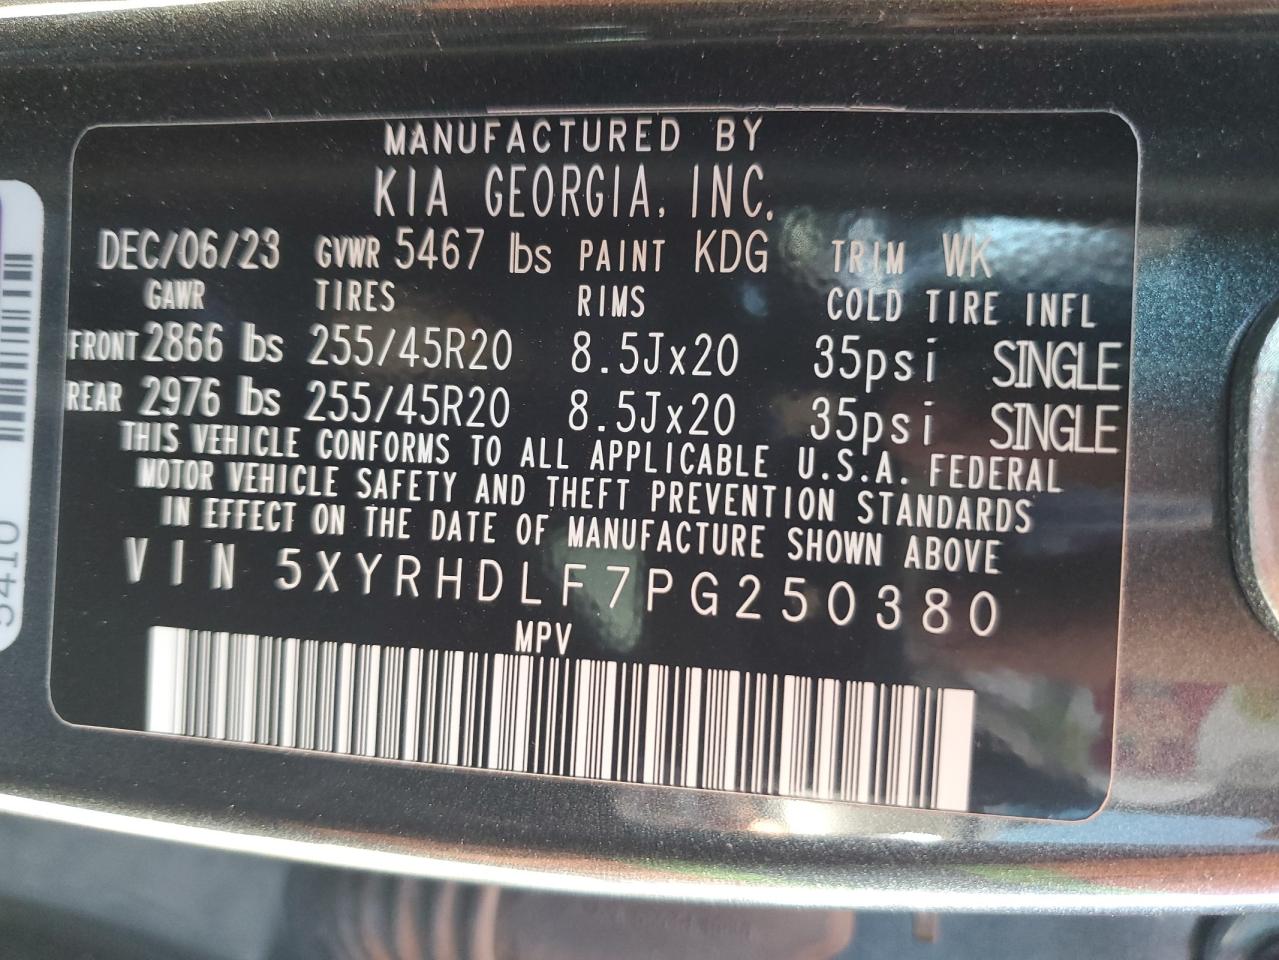 MANUFACTURED BY
KIA GEORGIA, INC.
DEC/06/23 GVWR 5467 lbs PAINT KDG TRIM WK
GAWR TIRES RIMS COLD TIRE INFL
FRONT 2866 lbs 255/45R20 8.5Jx20 35psi SINGLE
REAR 2976 lbs 255/45R20 8.5Jx20 35psi SINGLE
THIS VEHICLE CONFORMS TO ALL APPLICABLE U.S.A. FEDERAL
MOTOR VEHICLE SAFETY AND THEFT PREVENTION STANDARDS
IN EFFECT ON THE DATE OF MANUFACTURE SHOWN ABOVE
VIN 5XYRHDLF7PG250380
MPV